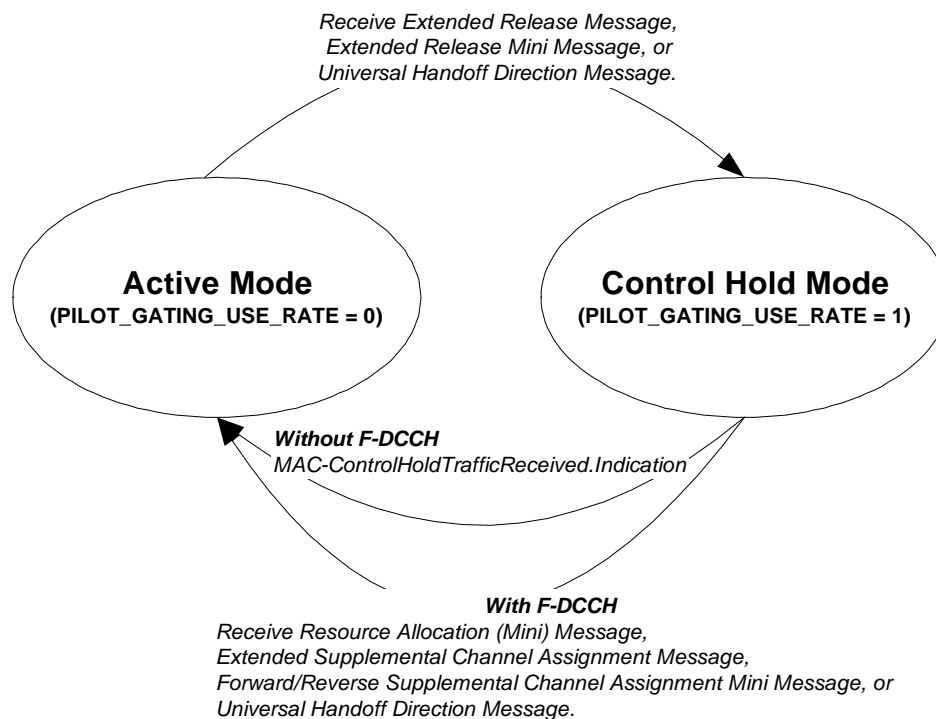 Receive Extended Release Message,
Extended Release Mini Message, or
Universal Handoff Direction Message.
Active Mode
(PILOT_GATING_USE_RATE = 0)
Control Hold Mode
(PILOT_GATING_USE_RATE = 1)
Without F-DCCH
MAC-ControlHoldTrafficReceived.Indication
With F-DCCH
Receive Resource Allocation (Mini) Message,
Extended Supplemental Channel Assignment Message,
Forward/Reverse Supplemental Channel Assignment Mini Message, or
Universal Handoff Direction Message.